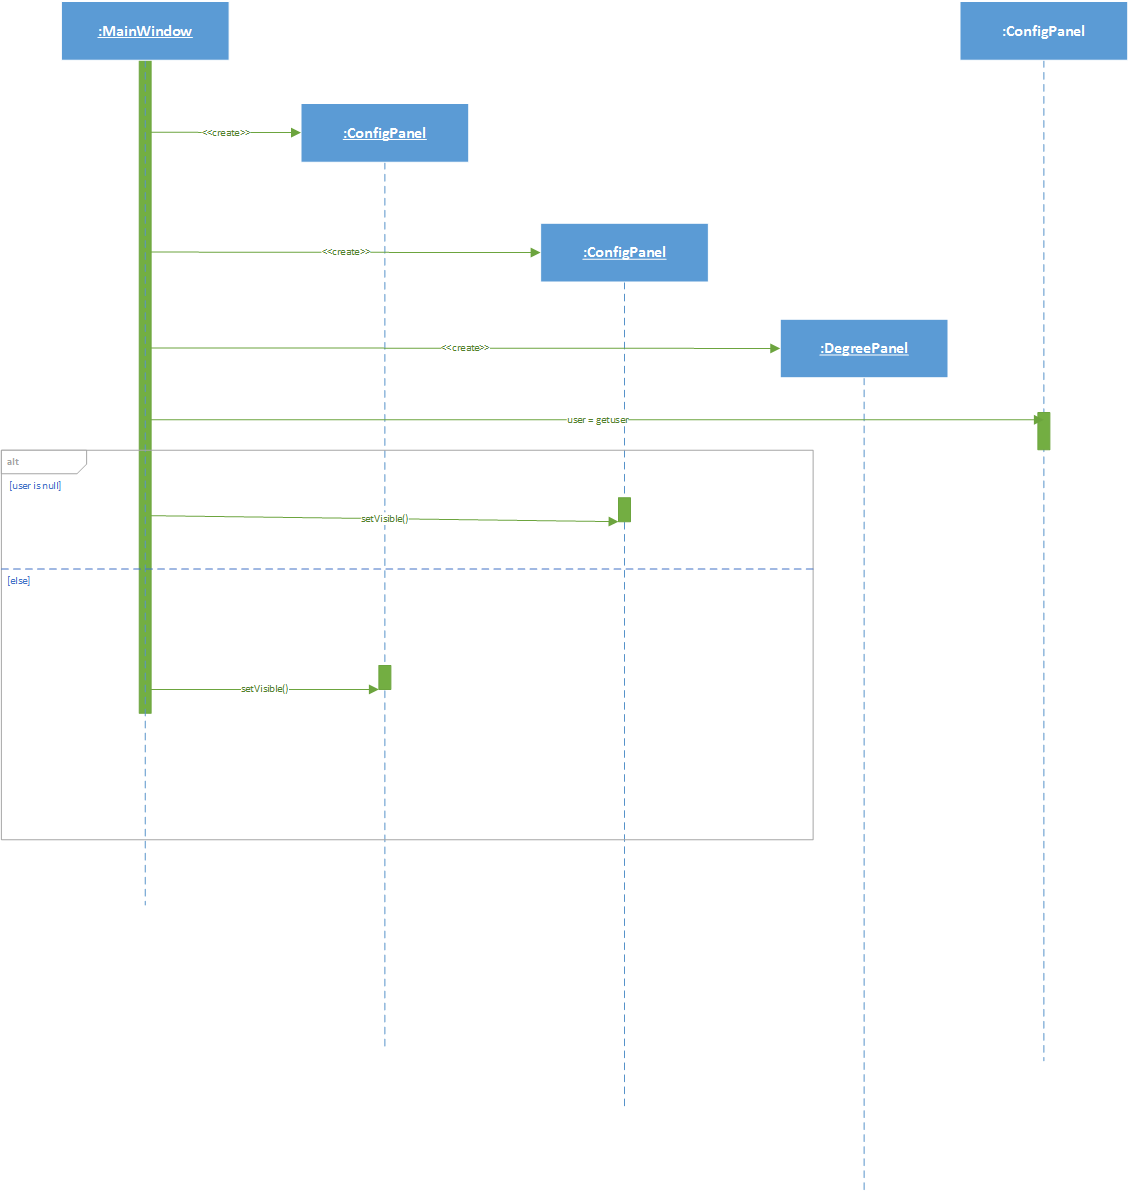 :MainWindow
:ConfigPanel
<<create>>
:ConfigPanel
<<create>>
:ConfigPanel
<<create>>
:DegreePanel
user = getuser
alt
[user is null]
setVisible()
[else]
setVisible()